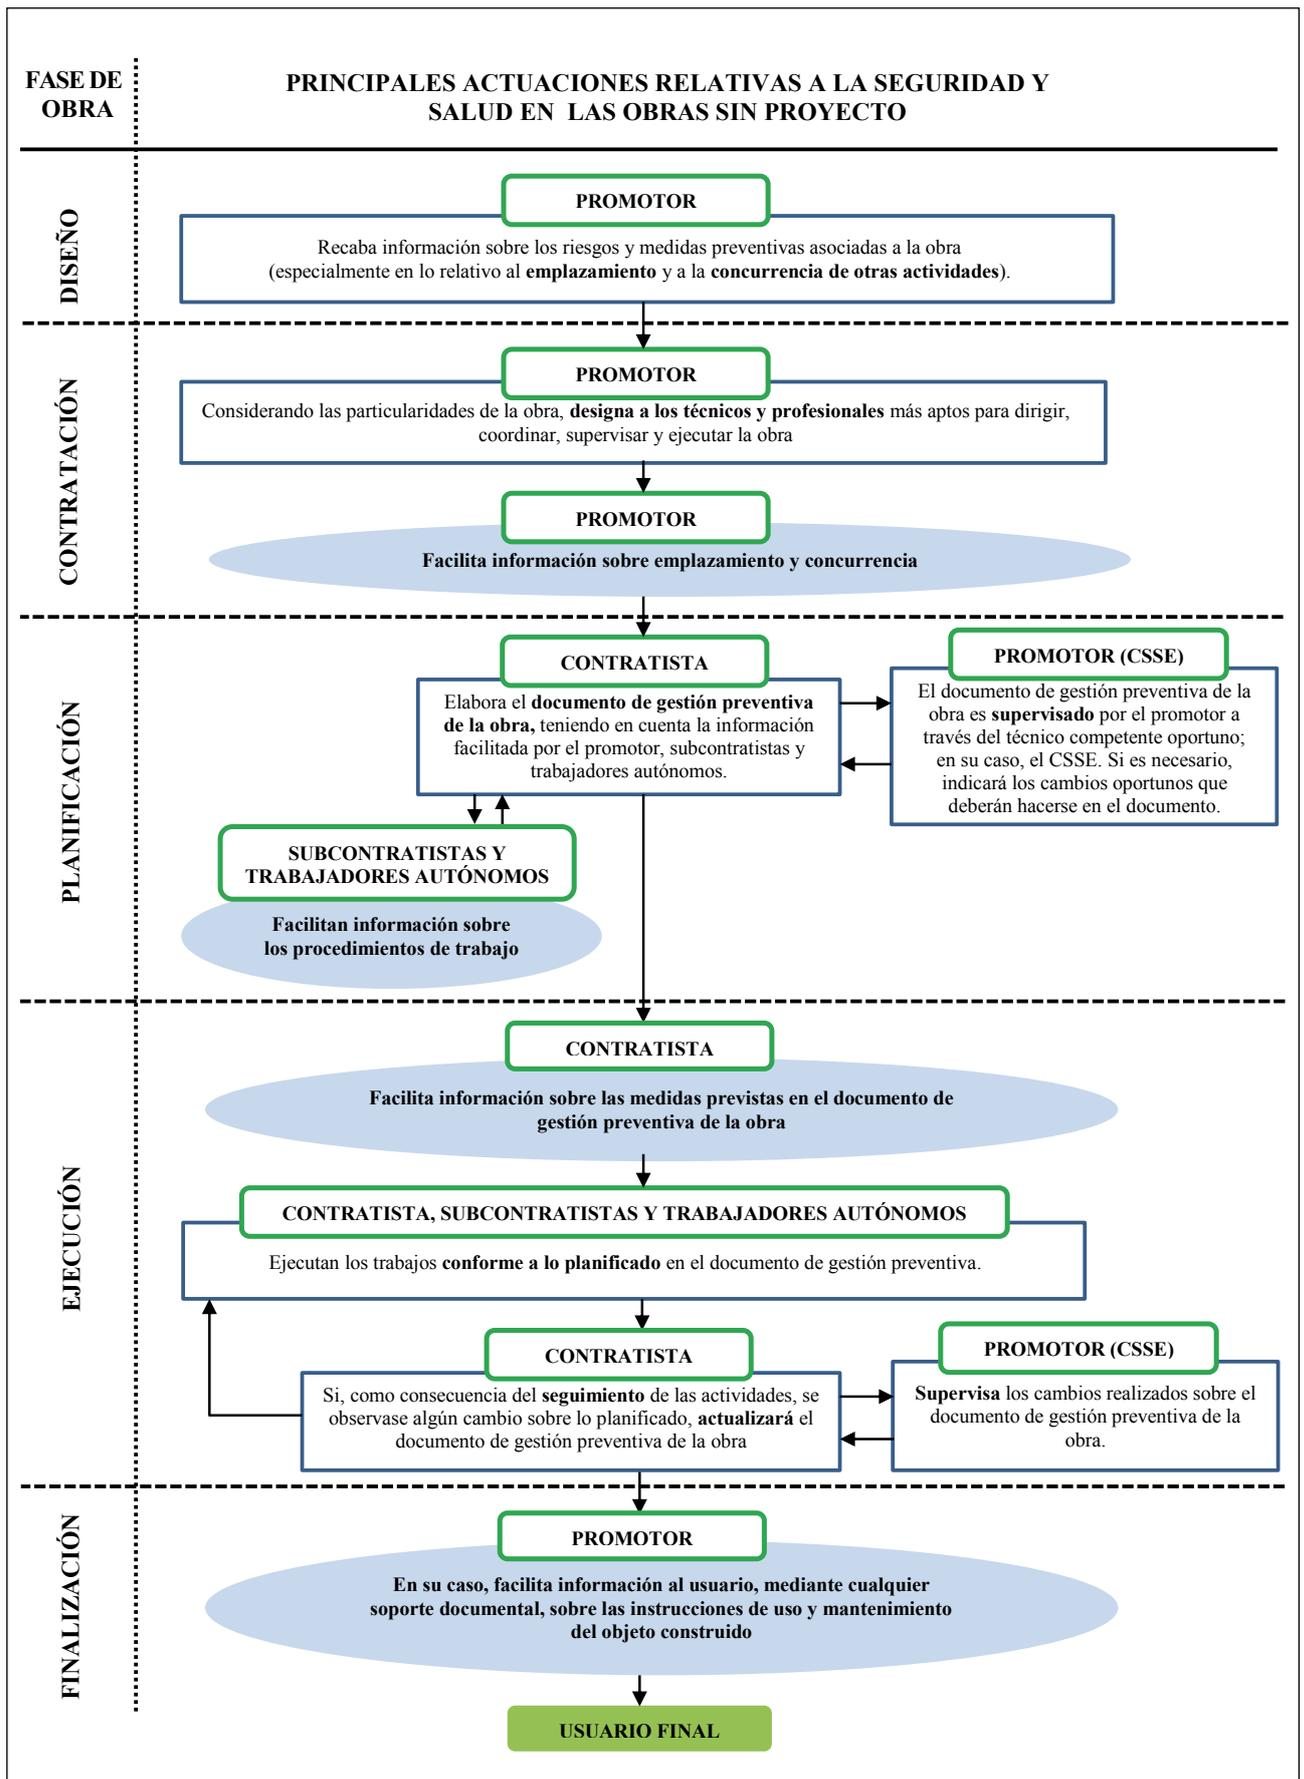 FASE DE
OBRA
PRINCIPALES ACTUACIONES RELATIVAS A LA SEGURIDAD Y
SALUD EN LAS OBRAS SIN PROYECTO
DISEÑO
PROMOTOR
Recaba información sobre los riesgos y medidas preventivas asociadas a la obra
(especialmente en lo relativo al emplazamiento y a la concurrencia de otras actividades).
CONTRATACIÓN
PROMOTOR
Considerando las particularidades de la obra, designa a los técnicos y profesionales más aptos para dirigir,
coordinar, supervisar y ejecutar la obra
PROMOTOR
Facilita información sobre emplazamiento y concurrencia
PLANIFICACIÓN
CONTRATISTA
Elabora el documento de gestión preventiva
de la obra, teniendo en cuenta la información
facilitada por el promotor, subcontratistas y
trabajadores autónomos.
PROMOTOR (CSSE)
El documento de gestión preventiva de la
obra es supervisado por el promotor a
través del técnico competente oportuno;
en su caso, el CSSE. Si es necesario,
indicará los cambios oportunos que
deberán hacerse en el documento.
SUBCONTRATISTAS Y
TRABAJADORES AUTÓNOMOS
Facilitan información sobre
los procedimientos de trabajo
EJECUCIÓN
CONTRATISTA
Facilita información sobre las medidas previstas en el documento de
gestión preventiva de la obra
CONTRATISTA, SUBCONTRATISTAS Y TRABAJADORES AUTÓNOMOS
Ejecutan los trabajos conforme a lo planificado en el documento de gestión preventiva.
CONTRATISTA
Si, como consecuencia del seguimiento de las actividades, se
observase algún cambio sobre lo planificado, actualizará el
documento de gestión preventiva de la obra
PROMOTOR (CSSE)
Supervisa los cambios realizados sobre el
documento de gestión preventiva de la
obra.
FINALIZACIÓN
PROMOTOR
En su caso, facilita información al usuario, mediante cualquier
soporte documental, sobre las instrucciones de uso y mantenimiento
del objeto construido
USUARIO FINAL